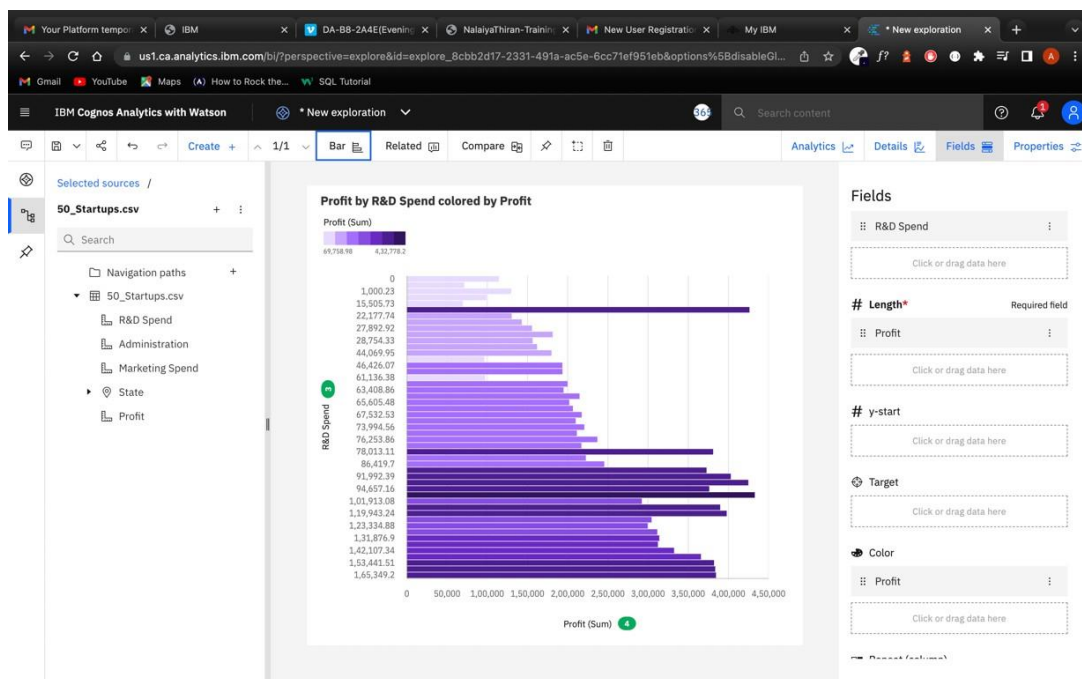 Your Platform tempor
IBM
DA-B8-2A4E(Evening
NalaiyaThiran-Training
New User Registration
My IBM
* New exploration
us1.ca.analytics.ibm.com/bi/?perspective=explore&id=explore_8cbb2d17-2331-491a-ac5e-6cc71ef951eb&options%5BdisableGl...
Gmail
YouTube
Maps
How to Rock the...
SQL Tutorial
IBM Cognos Analytics with Watson
* New exploration
365
Search content
Create +
1/1
Bar
Related
Compare
Analytics
Details
Fields
Properties
Selected sources /
50_Startups.csv
Search
Navigation paths
50_Startups.csv
R&D Spend
Administration
Marketing Spend
State
Profit
Profit by R&D Spend colored by Profit
Profit (Sum)
69,758.98 4,32,778.2
0
1,000.23
15,505.73
22,177.74
27,892.92
28,754.33
44,069.95
46,426.07
61,136.38
63,408.86
65,605.48
67,532.53
73,994.56
76,253.86
78,013.11
86,419.7
91,992.39
94,657.16
1,01,913.08
1,19,943.24
1,23,334.88
1,31,876.9
1,42,107.34
1,53,441.51
1,65,349.2
R&D Spend
3
0 50,000 1,00,000 1,50,000 2,00,000 2,50,000 3,00,000 3,50,000 4,00,000 4,50,000
Profit (Sum) 4
Fields
R&D Spend
Click or drag data here
# Length*
Required field
Profit
Click or drag data here
# y-start
Click or drag data here
Target
Click or drag data here
Color
Profit
Click or drag data here